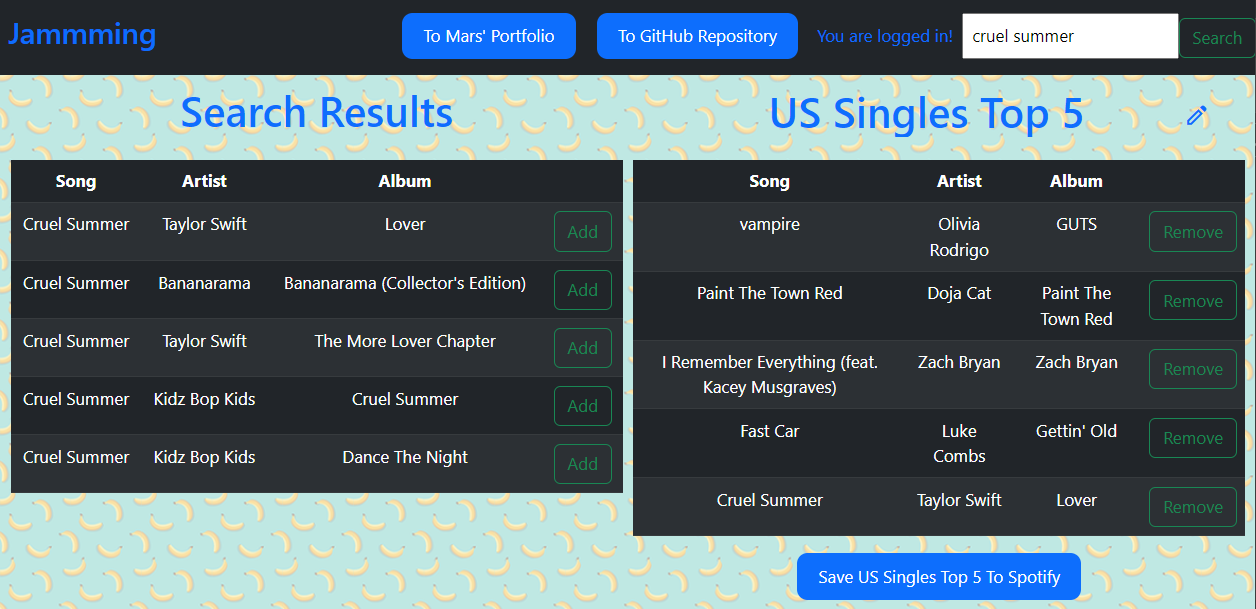 Jammming
To Mars' Portfolio
To GitHub Repository
You are logged in!
cruel summer
Search
Search Results
Song Artist Album
Cruel Summer Taylor Swift Lover Add
Cruel Summer Bananarama Bananarama (Collector's Edition) Add
Cruel Summer Taylor Swift The More Lover Chapter Add
Cruel Summer Kidz Bop Kids Cruel Summer Add
Cruel Summer Kidz Bop Kids Dance The Night Add
US Singles Top 5
Song Artist Album
vampire Olivia GUTS Remove
Rodrigo
Paint The Town Red Doja Cat Paint The Remove
Town Red
I Remember Everything (feat. Zach Bryan Zach Bryan Remove
Kacey Musgraves)
Fast Car Luke Gettin' Old Remove
Combs
Cruel Summer Taylor Swift Lover Remove
Save US Singles Top 5 To Spotify